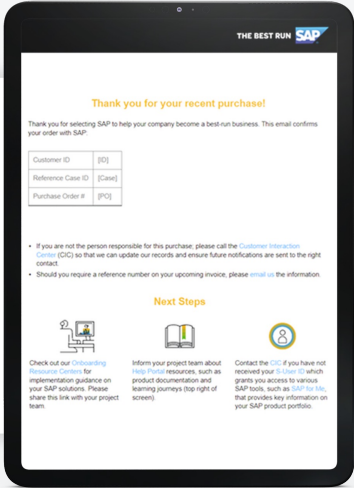 THE BEST RUN SAP
Thank you for your recent purchase!
Thank you for selecting SAP to help your company become a best-run business. This email confirms
your order with SAP:
Customer ID [ID]
Reference Case ID [Case]
Purchase Order # [PO]
• If you are not the person responsible for this purchase; please call the Customer Interaction
Center (CIC) so that we can update our records and ensure future notifications are sent to the right
contact.
• Should you require a reference number on your upcoming invoice, please email us the information.
Next Steps
Check out our Onboarding
Resource Centers for
implementation guidance on
your SAP solutions. Please
share this link with your project
team.
Inform your project team about
Help Portal resources, such as
product documentation and
learning journeys (top right of
screen).
Contact the CIC if you have not
received your S-User ID which
grants you access to various
SAP tools, such as SAP for Me,
that provides key information on
your SAP product portfolio.